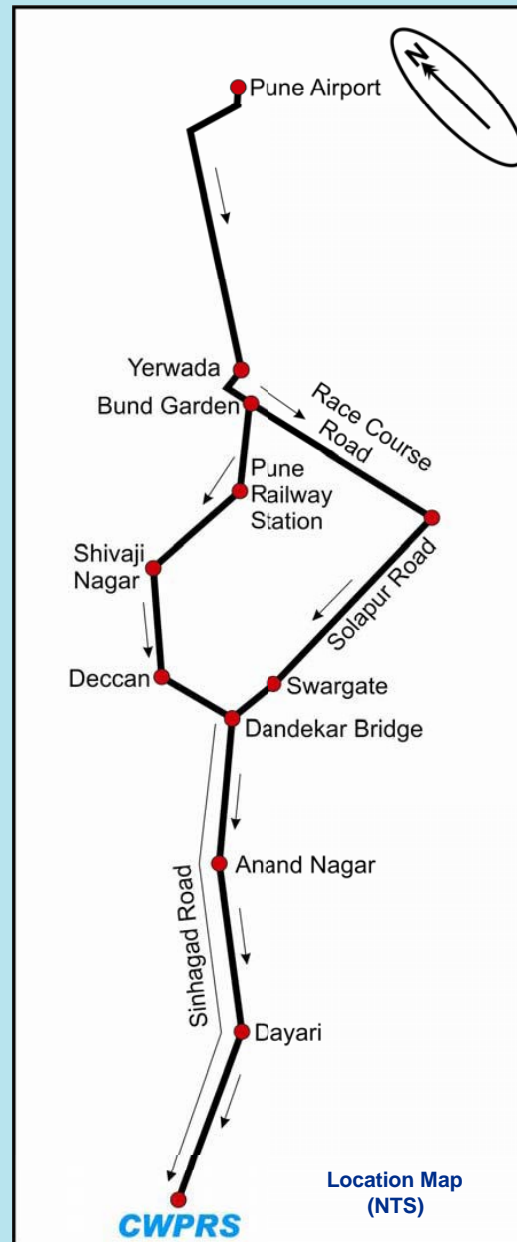 N
Pune Airport
Yerwada
Bund Garden
Race Course
Road
Pune
Railway
Station
Shivaji
Nagar
Solapur Road
Deccan
Swargate
Dandekar Bridge
Anand Nagar
Sinhagad Road
Dayari
Location Map
(NTS)
CWPRS